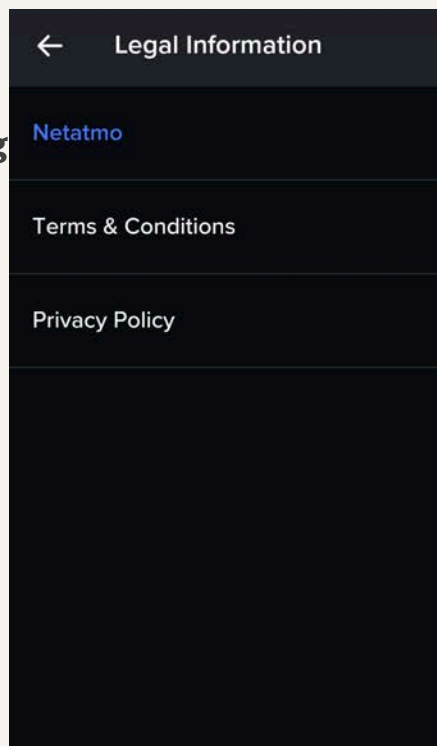 Legal Information
Netatmo
Terms & Conditions
Privacy Policy